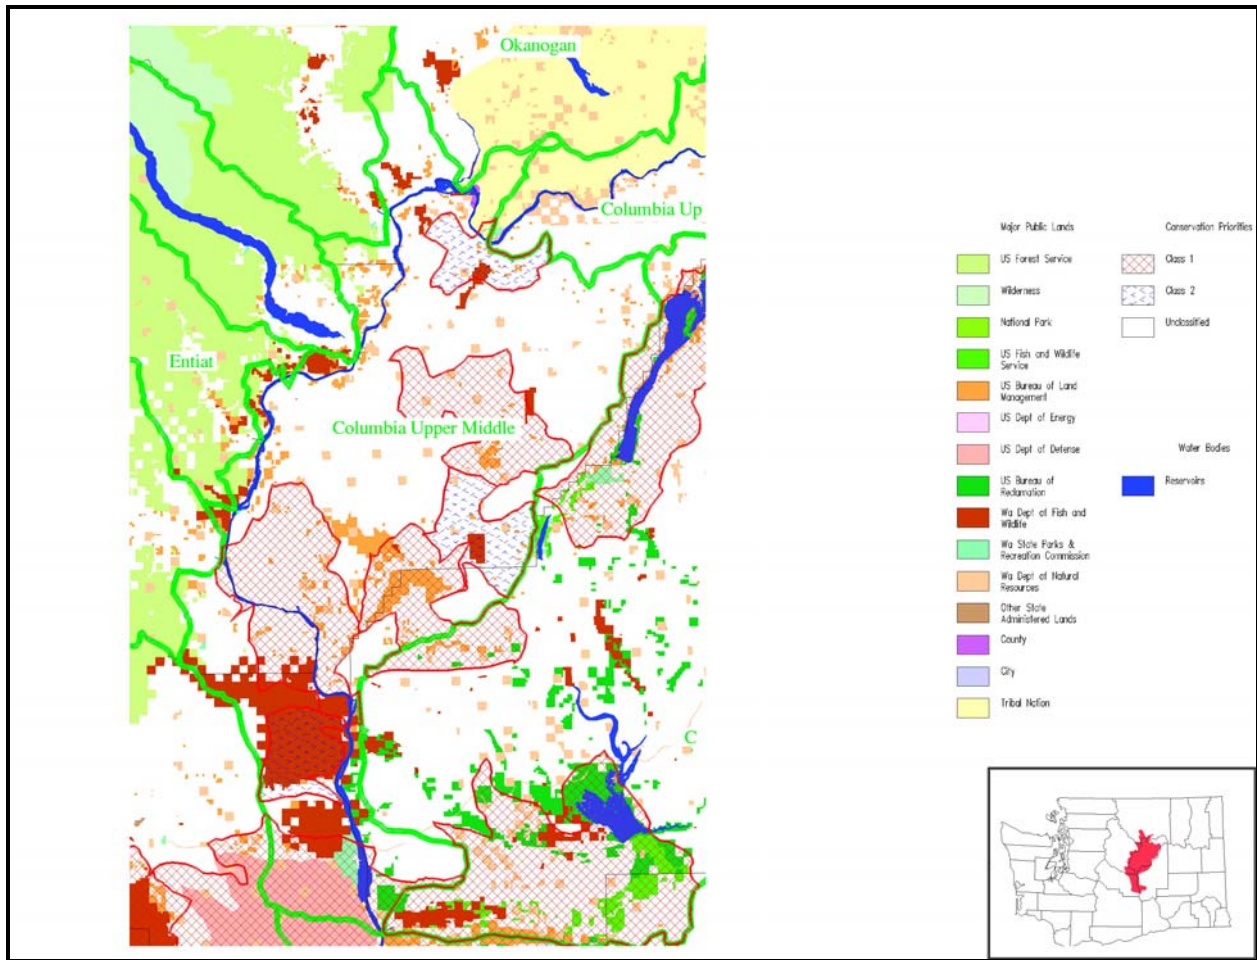 Okanogan
Columbia Up
Entiat
Columbia Upper Middle
C
Major Public Lands
US Forest Service
Wilderness
National Park
US Fish and Wildlife
Service
US Bureau of Land
Management
US Dept of Energy
US Dept of Defense
US Bureau of
Reclamation
Wa Dept of Fish and
Wildlife
Wa State Parks &
Recreation Commission
Wa Dept of Natural
Resources
Other State
Administered Lands
County
City
Tribal Nation
Conservation Priorities
Class 1
Class 2
Unclassified
Water Bodies
Reservoirs